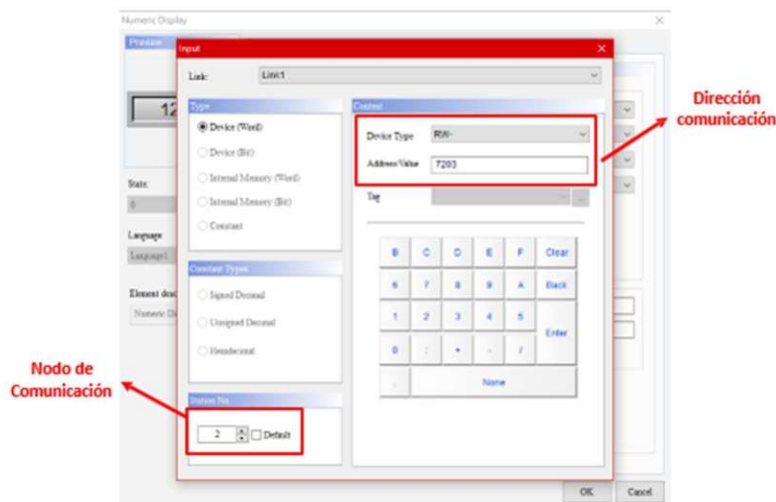 Numeric Display
Preview
Input
Link:
Link1
12
Type
Device (Word)
Device (Bit)
Internal Memory (Word)
Internal Memory (Bit)
Constant
Content
Device Type
RW-
Address Value
7203
Tag
...
Dirección
comunicación
State:
0
Language
Language1
Element desc
Numeric Di
B C D E F Clear
6 7 8 9 A Back
1 2 3 4 5
Enter
0 : + - /
. None
Constant Types
Signed Decimal
Unsigned Decimal
Hexadecimal
Station No.
2
Default
Nodo de
Comunicación
OK
Cancel